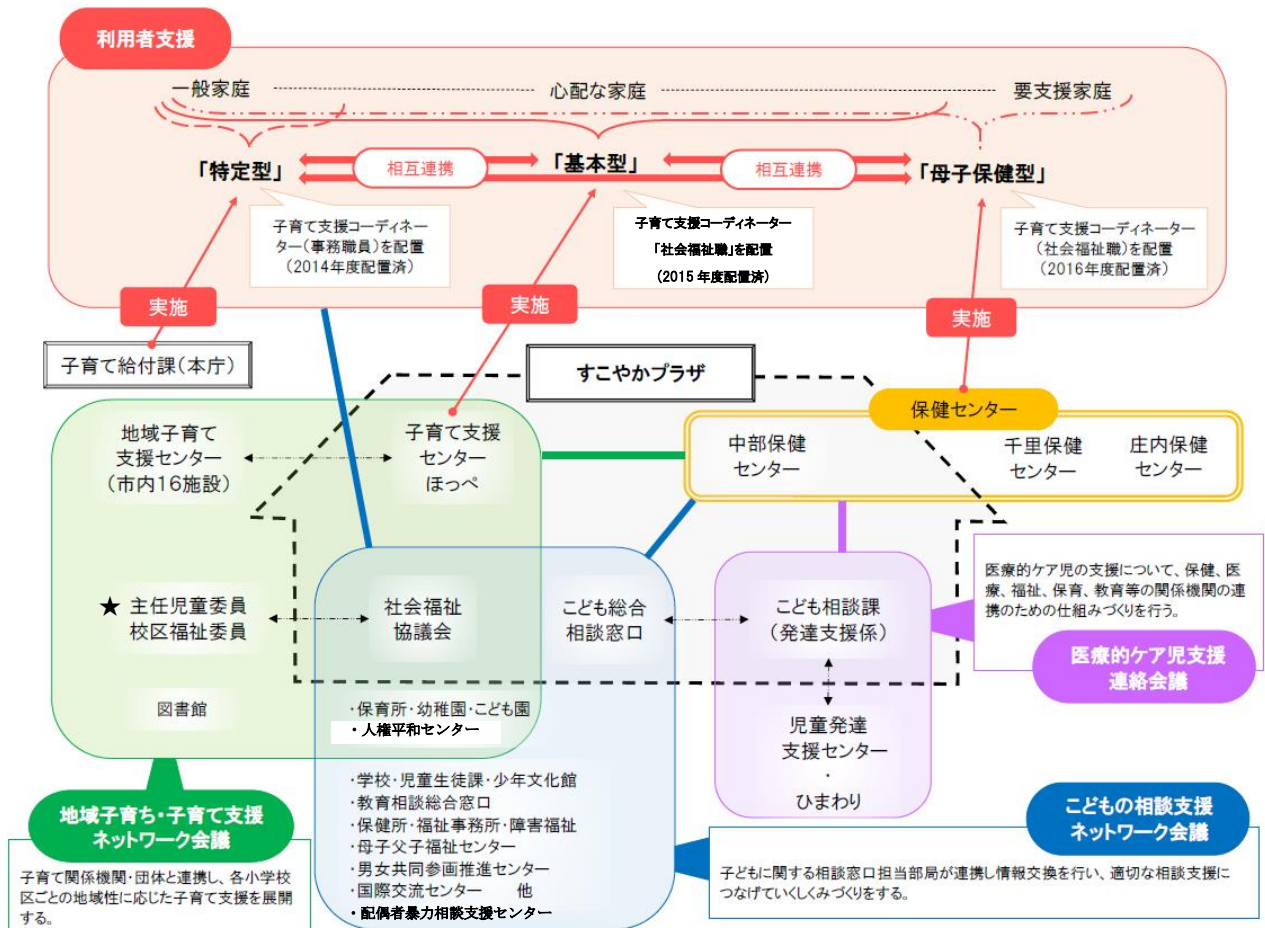 利用者支援
一般家庭
心配な家庭
要支援家庭
「特定型」
相互連携
「基本型」
相互連携
「母子保健型」
子育て支援コーディネー
ター(事務職員)を配置
(2014年度配置済)
子育て支援コーディネーター
「社会福祉職」を配置
(2015年度配置済)
子育て支援コーディネーター
(社会福祉職)を配置
(2016年度配置済)
実施
実施
実施
子育て給付課(本庁)
すこやかプラザ
保健センター
地域子育て
支援センター
(市内16施設)
子育て支援
センター
ほっぺ
中部保健
センター
千里保健
センター
庄内保健
センター
★ 主任児童委員
校区福祉委員
社会福祉
協議会
こども総合
相談窓口
こども相談課
(発達支援係)
医療的ケア児の支援について、保健、医
療、福祉、保育、教育等の関係機関の連
携のための仕組みづくりを行う。
医療的ケア児支援
連絡会議
図書館
・保育所・幼稚園・こども園
・人権平和センター
児童発達
支援センター
・
ひまわり
・学校・児童生徒課・少年文化館
・教育相談総合窓口
・保健所・福祉事務所・障害福祉
・母子父子福祉センター
・男女共同参画推進センター
・国際交流センター 他
・配偶者暴力相談支援センター
地域子育ち・子育て支援
ネットワーク会議
子育て関係機関・団体と連携し、各小学校
区ごとの地域性に応じた子育て支援を展開
する。
こどもの相談支援
ネットワーク会議
子どもに関する相談窓口担当部局が連携し情報交換を行い、適切な相談支援に
つなげていくしくみづくりをする。